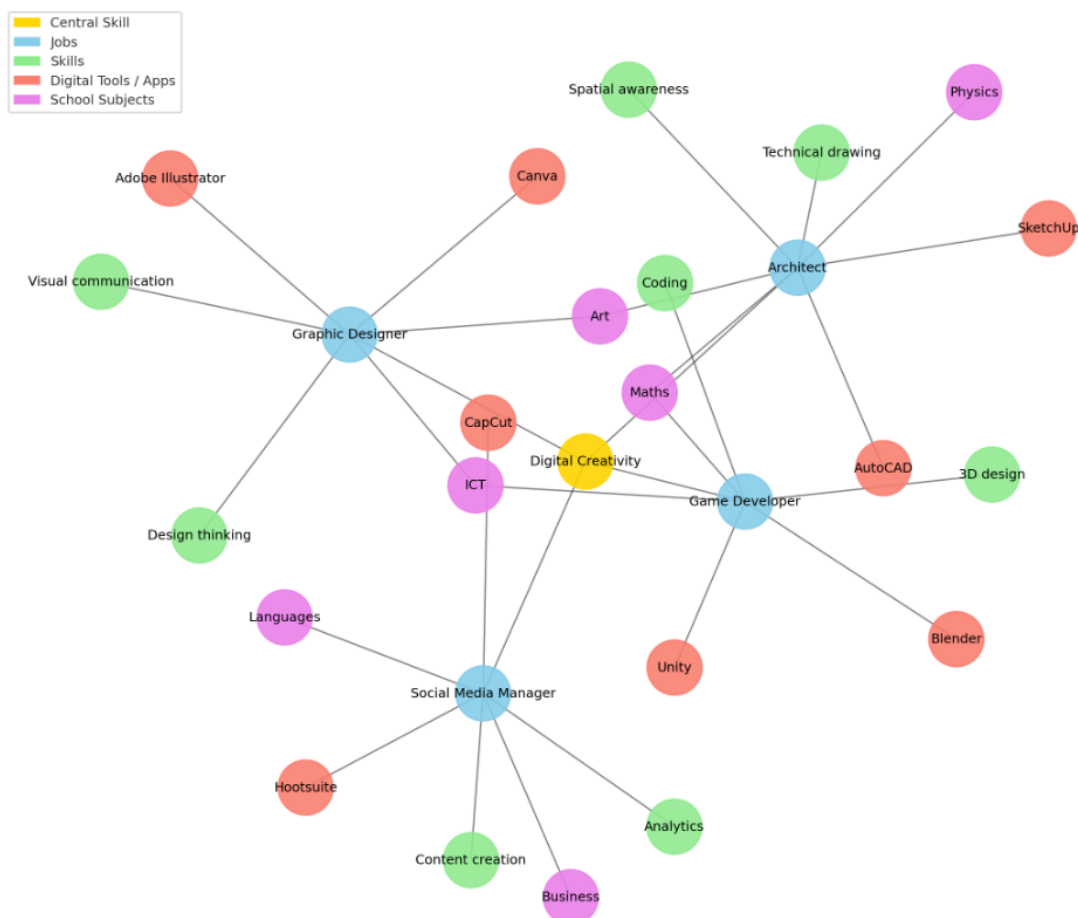 Central Skill
Jobs
Skills
Digital Tools / Apps
School Subjects
Spatial awareness
Physics
Technical drawing
Adobe Illustrator
Canva
SketchUp
Architect
Visual communication
Coding
Art
Graphic Designer
Maths
CapCut
Digital Creativity
AutoCAD
3D design
ICT
Game Developer
Design thinking
Languages
Blender
Unity
Social Media Manager
Hootsuite
Analytics
Content creation
Business